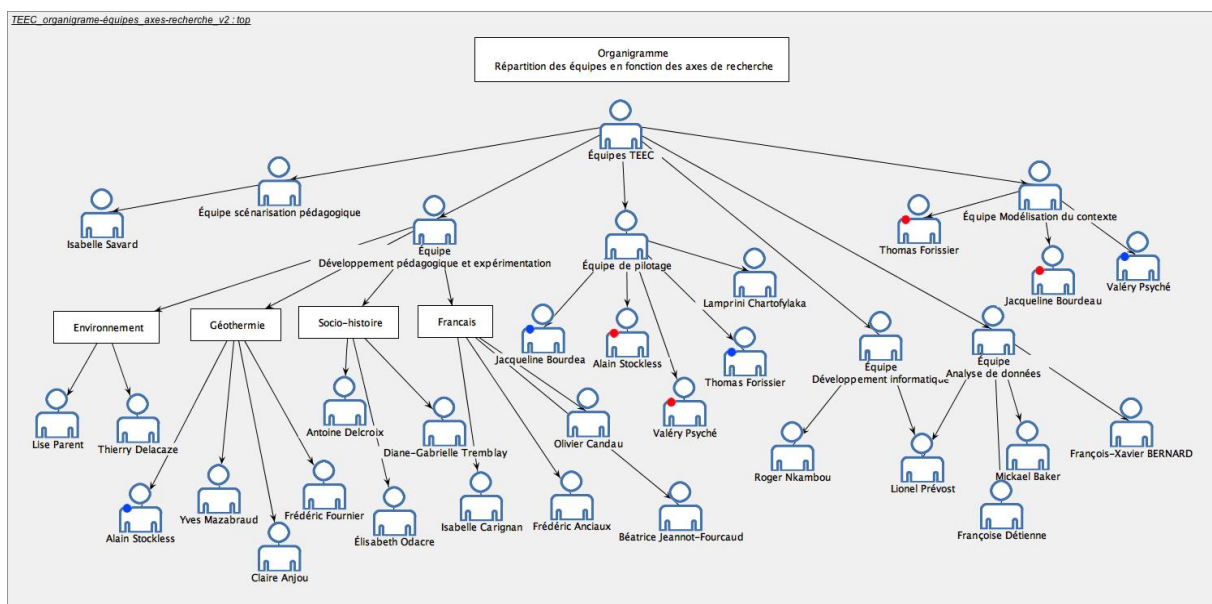 TEEC_organigrame-équipes_axes-recherche_v2 : top
Organigramme
Répartition des équipes en fonction des axes de recherche
Équipes TEEC
Équipe scénarisation pédagogique
Isabelle Savard
Équipe
Développement pédagogique et expérimentation
Équipe de pilotage
Équipe Modélisation du contexte
Thomas Forissier
Jacqueline Bourdeau
Valéry Psyché
Lamprini Chartofylaka
Environnement
Géothermie
Socio-histoire
Francais
Jacqueline Bourdea
Alain Stockless
Thomas Forissier
Valéry Psyché
Équipe
Développement informatique
Équipe
Analyse de données
Lise Parent
Thierry Delacaze
Antoine Delcroix
Diane-Gabrielle Tremblay
Olivier Candau
Roger Nkambou
Lionel Prévost
Mickael Baker
François-Xavier BERNARD
Alain Stockless
Yves Mazabraud
Claire Anjou
Frédéric Fournier
Élisabeth Odacre
Isabelle Carignan
Frédéric Anciaux
Béatrice Jeannot-Fourcaud
Françoise Détienne